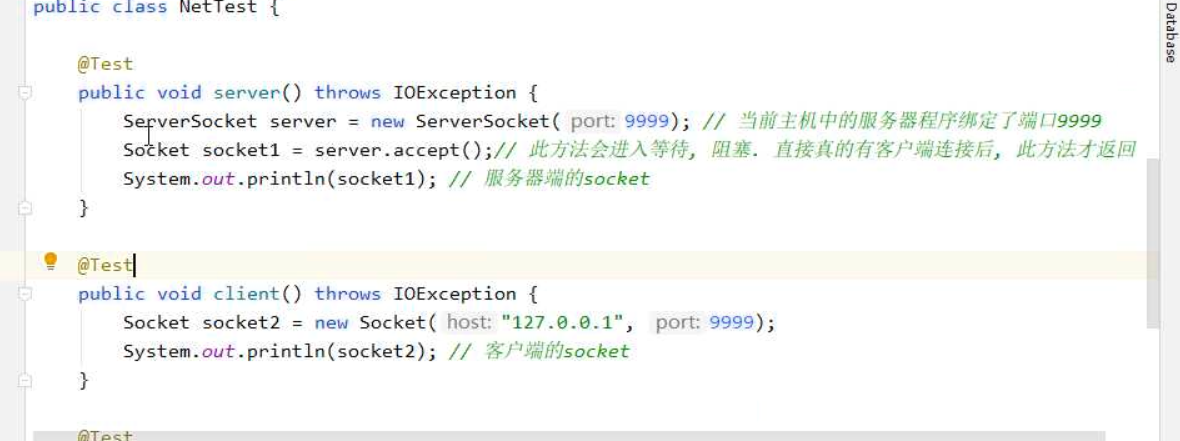 public class NetTest {
Database
@Test
public void server() throws IOException {
ServerSocket server = new ServerSocket( port: 9999); // 当前主机中的服务器程序绑定了端口9999
Socket socket1 = server.accept();// 此方法会进入等待, 阻塞. 直接真的有客户端连接后, 此方法才返回
System.out.println(socket1); // 服务器端的socket
}
@Test
public void client() throws IOException {
Socket socket2 = new Socket( host: "127.0.0.1", port: 9999);
System.out.println(socket2); // 客户端的socket
}
@Test